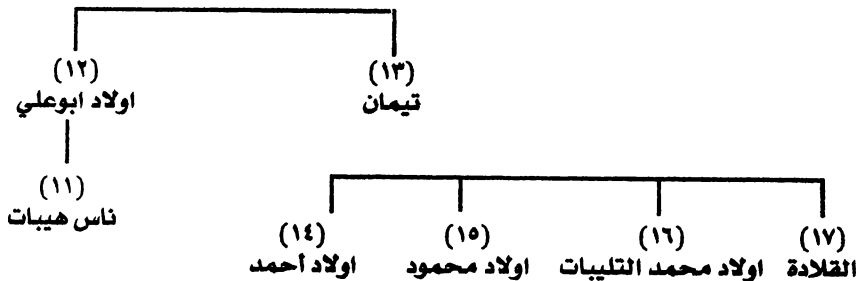 (١٣)
تيمان
(١٢)
اولاد ابوعلي
(١١)
ناس هيبات
(١٧)
القلادة
(١٦)
اولاد محمد التليبات
(١٥)
اولاد محمود
(١٤)
اولاد أحمد